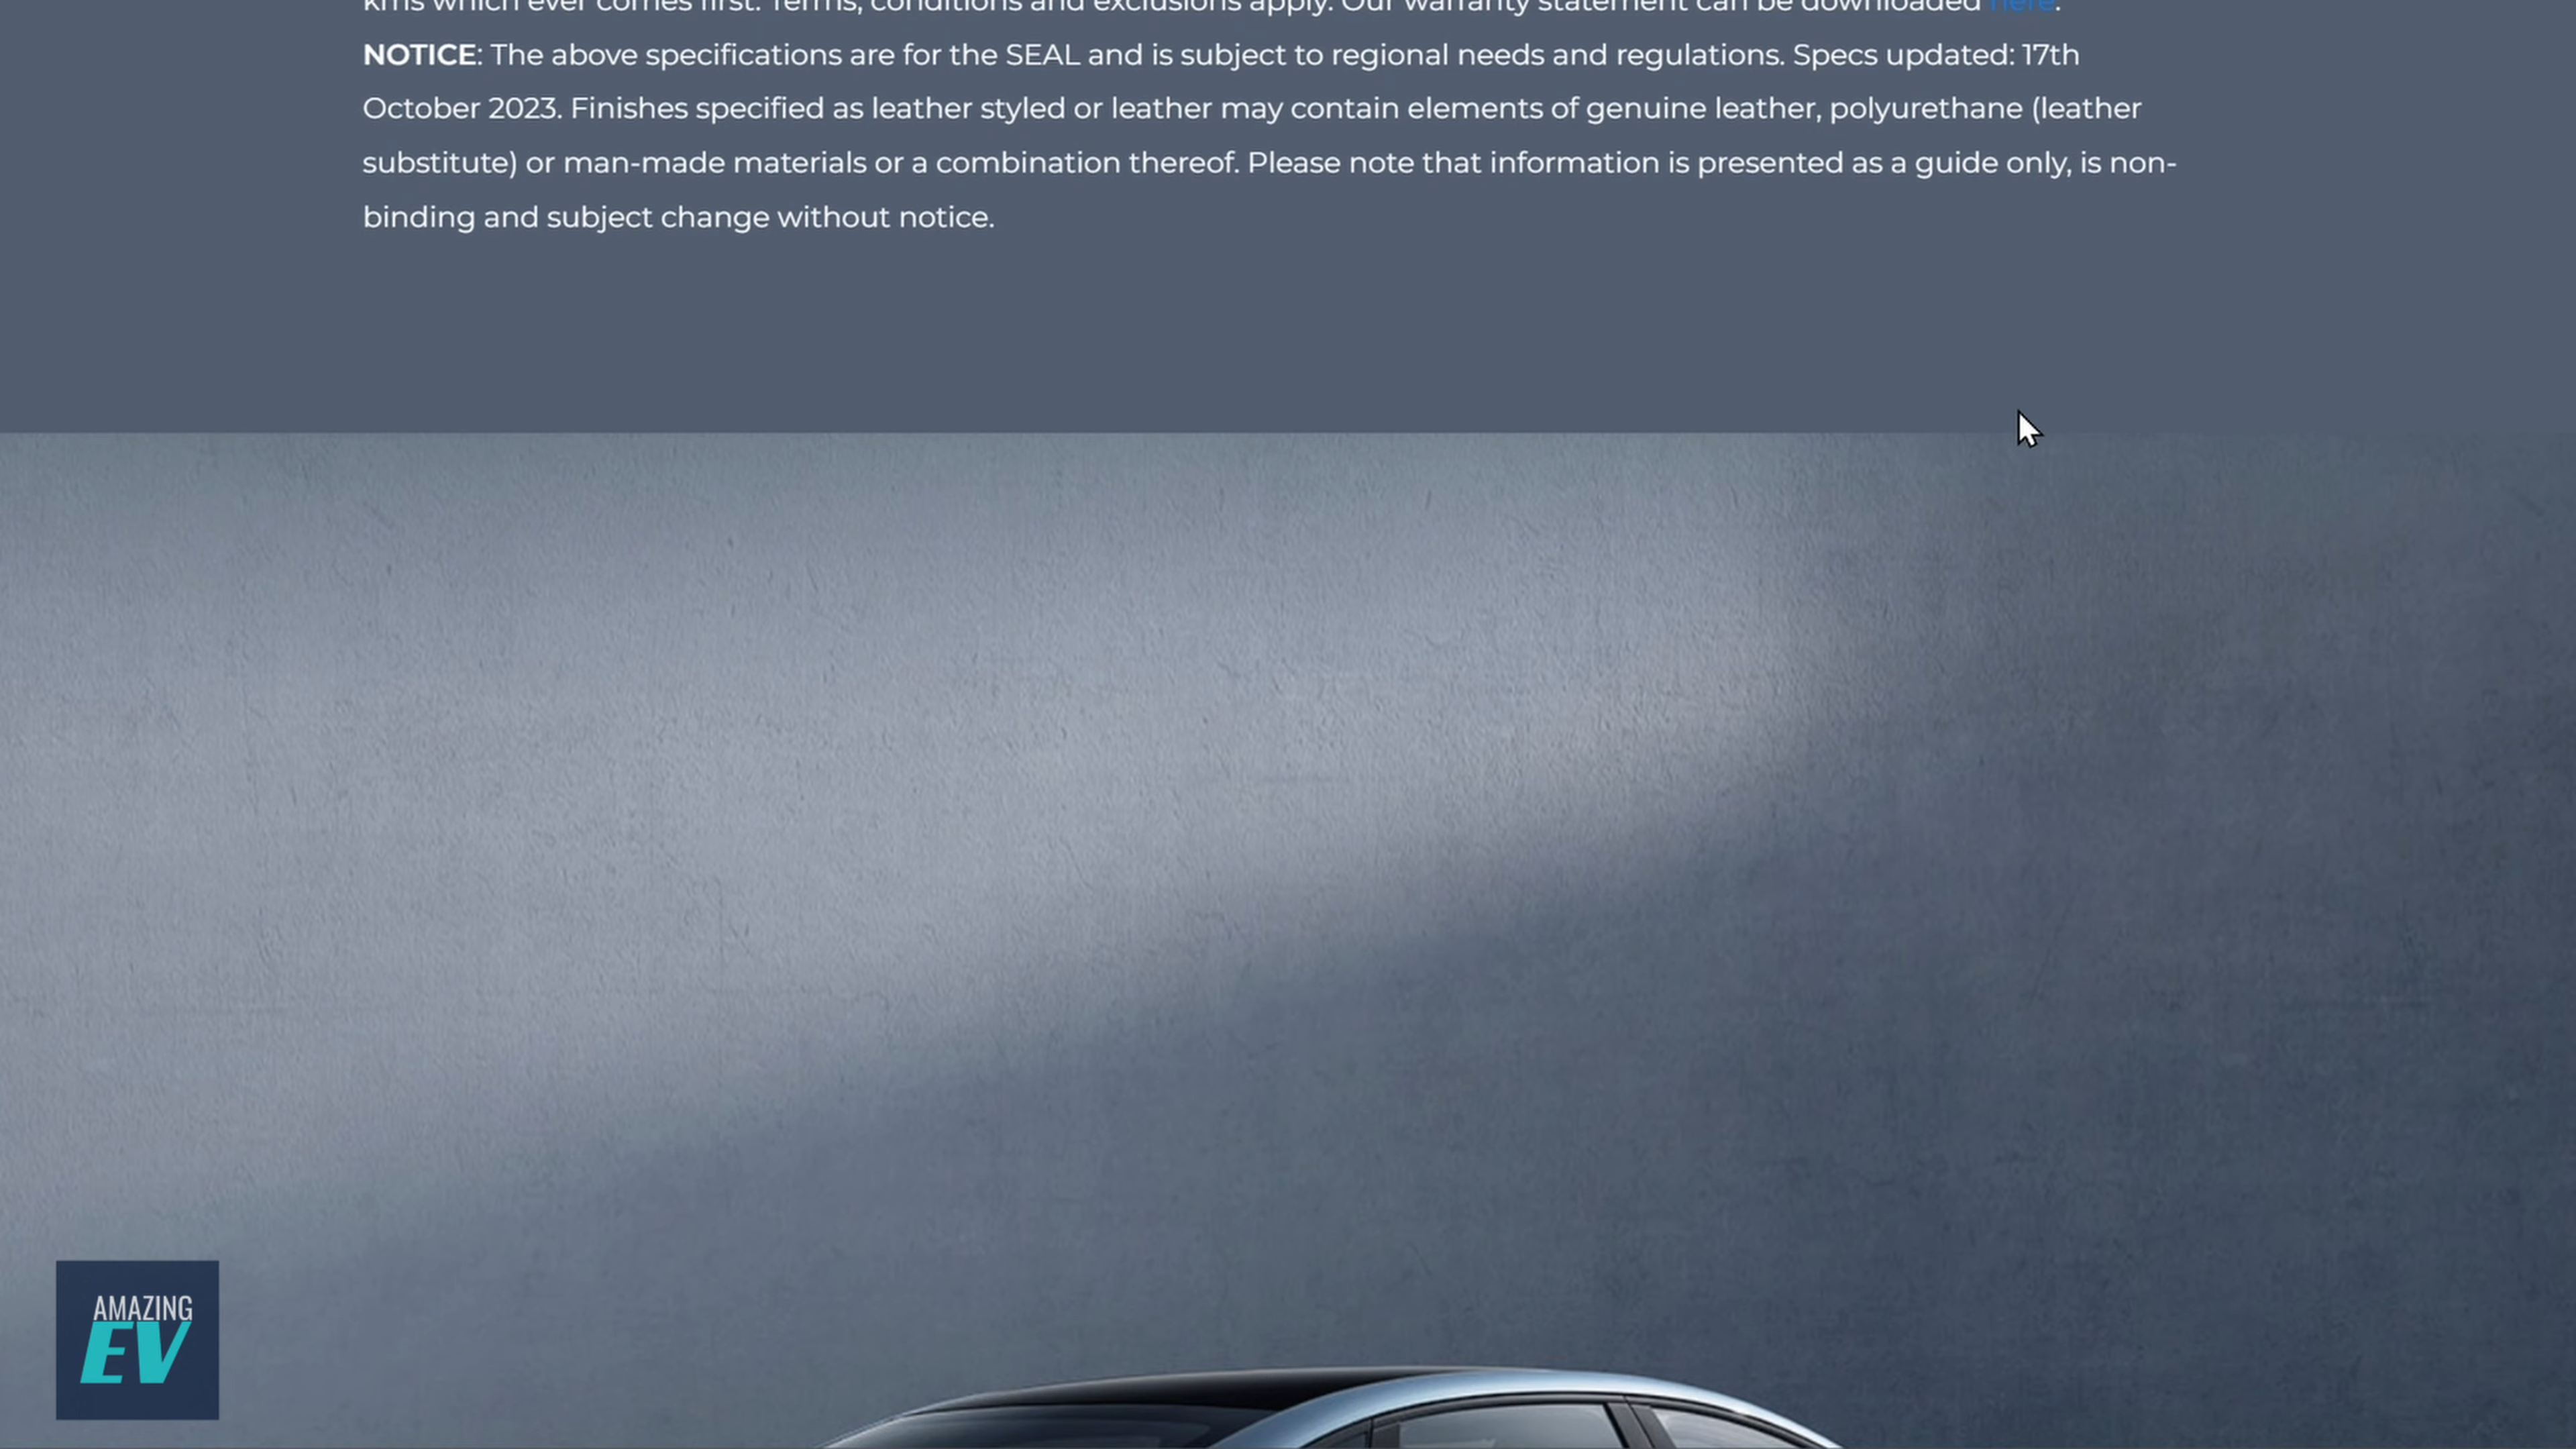 kms which ever comes first. Terms, conditions and exclusions apply. Our warranty statement can be downloaded here.
NOTICE: The above specifications are for the SEAL and is subject to regional needs and regulations. Specs updated: 17th
October 2023. Finishes specified as leather styled or leather may contain elements of genuine leather, polyurethane (leather
substitute) or man-made materials or a combination thereof. Please note that information is presented as a guide only, is non-
binding and subject change without notice.
AMAZING
EV